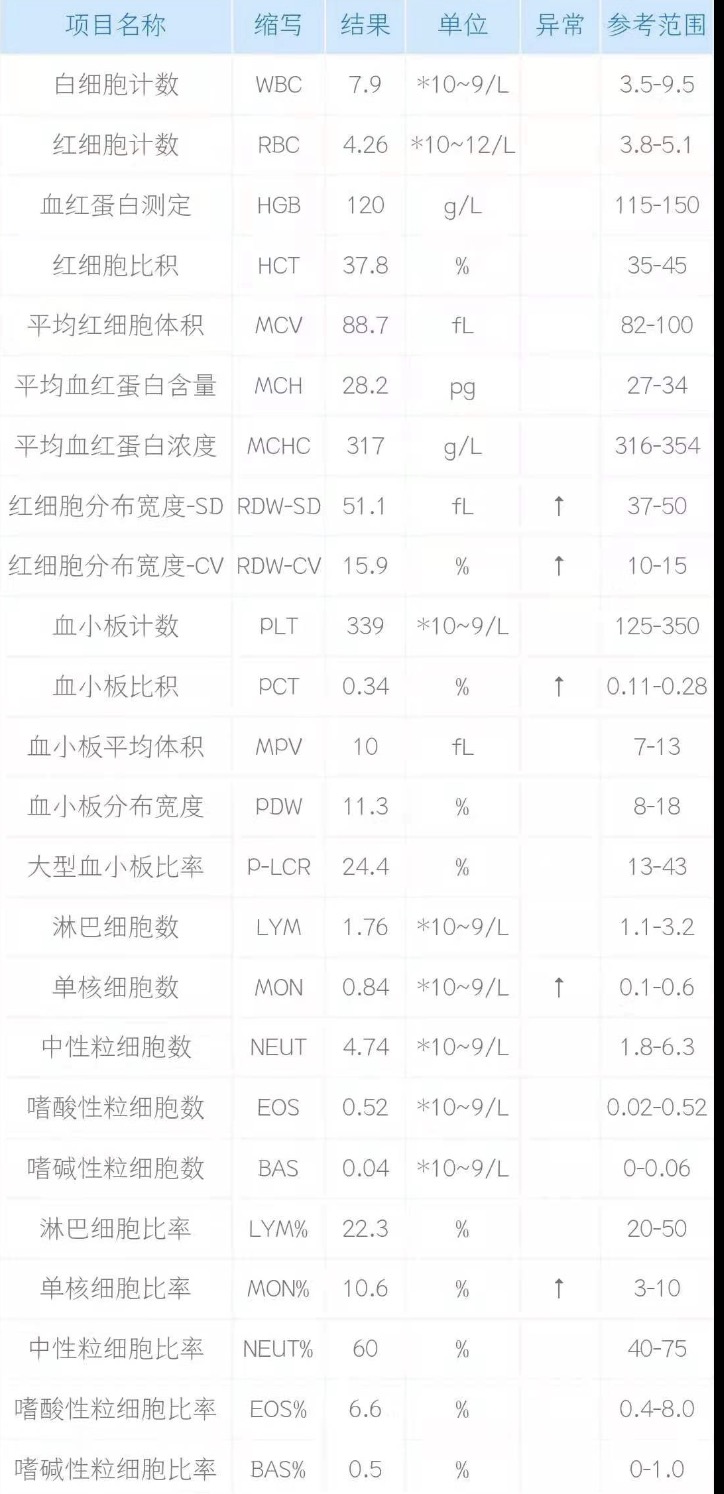 项目名称 缩写 结果 单位 异常 参考范围
白细胞计数 WBC 7.9 *10~9/L 3.5-9.5
红细胞计数 RBC 4.26 *10~12/L 3.8-5.1
血红蛋白测定 HGB 120 g/L 115-150
红细胞比积 HCT 37.8 % 35-45
平均红细胞体积 MCV 88.7 fL 82-100
平均血红蛋白含量 MCH 28.2 pg 27-34
平均血红蛋白浓度 MCHC 317 g/L 316-354
红细胞分布宽度-SD RDW-SD 51.1 fL ↑ 37-50
红细胞分布宽度-CV RDW-CV 15.9 % ↑ 10-15
血小板计数 PLT 339 *10~9/L 125-350
血小板比积 PCT 0.34 % ↑ 0.11-0.28
血小板平均体积 MPV 10 fL 7-13
血小板分布宽度 PDW 11.3 % 8-18
大型血小板比率 P-LCR 24.4 % 13-43
淋巴细胞数 LYM 1.76 *10~9/L 1.1-3.2
单核细胞数 MON 0.84 *10~9/L ↑ 0.1-0.6
中性粒细胞数 NEUT 4.74 *10~9/L 1.8-6.3
嗜酸性粒细胞数 EOS 0.52 *10~9/L 0.02-0.52
嗜碱性粒细胞数 BAS 0.04 *10~9/L 0-0.06
淋巴细胞比率 LYM% 22.3 % 20-50
单核细胞比率 MON% 10.6 % ↑ 3-10
中性粒细胞比率 NEUT% 60 % 40-75
嗜酸性粒细胞比率 EOS% 6.6 % 0.4-8.0
嗜碱性粒细胞比率 BAS% 0.5 % 0-1.0